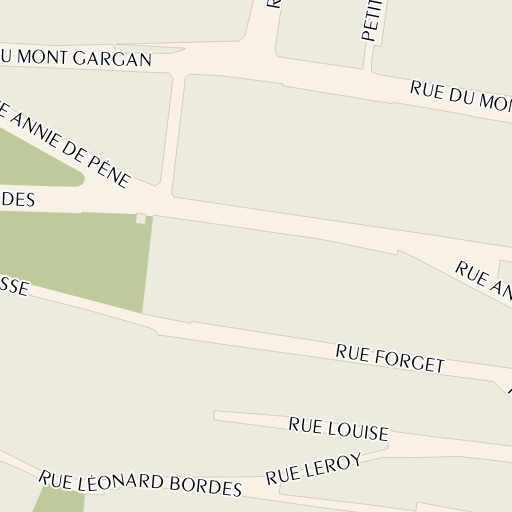 PETIT
U MONT GARGAN
RUE DU MON
E ANNIE DE PÈNE
DES
RUE AN
SSE
RUE FORGET
RUE LOUISE
RUE LEROY
RUE LÉONARD BORDES